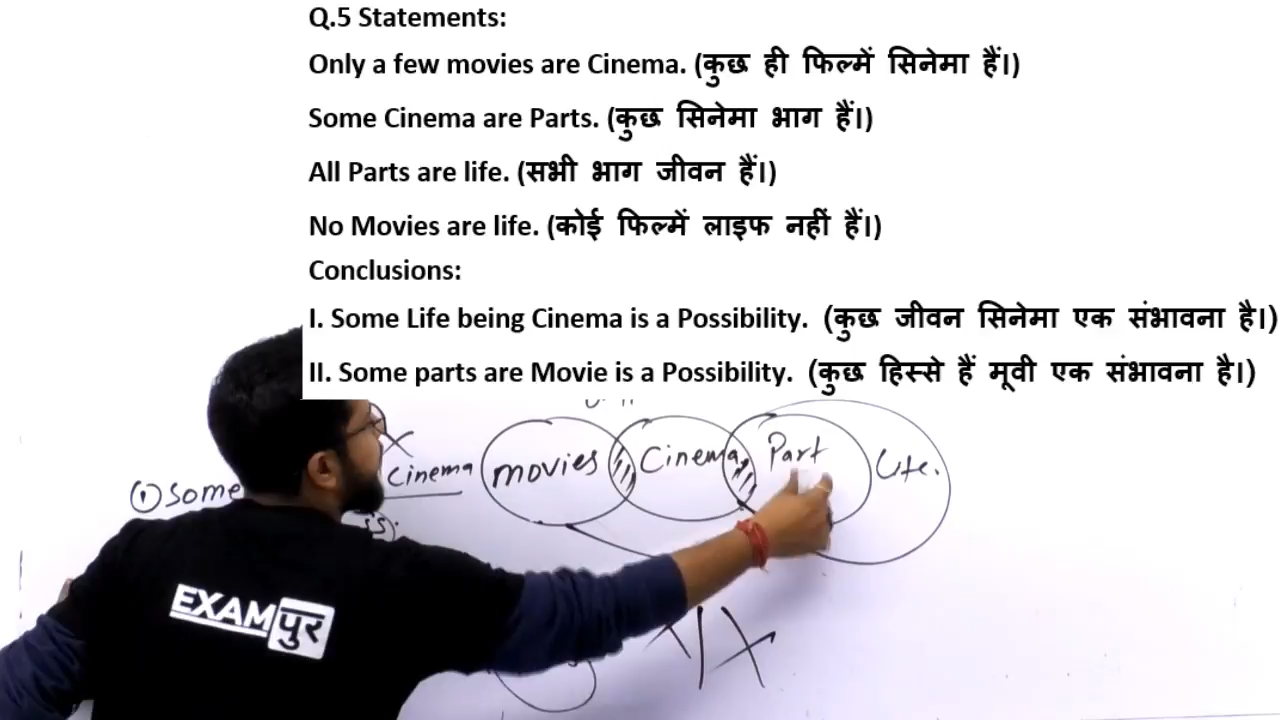 Q.5 Statements:
Only a few movies are Cinema. (कुछ ही फिल्में सिनेमा हैं।)
Some Cinema are Parts. (कुछ सिनेमा भाग हैं।)
All Parts are life. (सभी भाग जीवन हैं।)
No Movies are life. (कोई फिल्में लाइफ नहीं हैं।)
Conclusions:
I. Some Life being Cinema is a Possibility. (कुछ जीवन सिनेमा एक संभावना है।)
II. Some parts are Movie is a Possibility. (कुछ हिस्से हैं मूवी एक संभावना है।)
① Some cinema
movies Cinema Part Life.
EXAMपुर